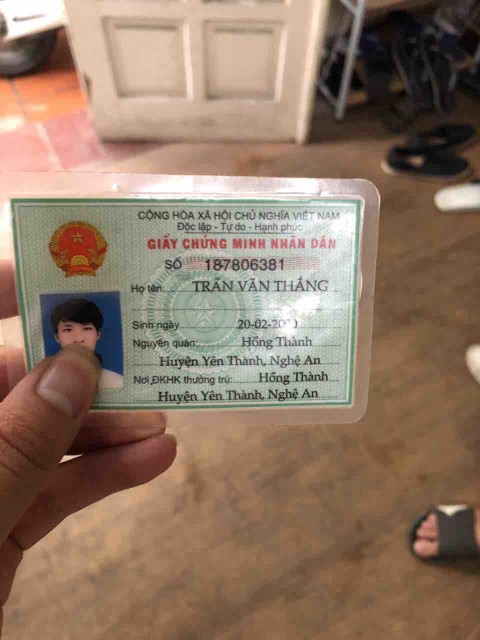 CỘNG HÒA XÃ HỘI CHỦ NGHĨA VIỆT NAM
Độc lập - Tự do - Hạnh phúc
GIẤY CHỨNG MINH NHÂN DÂN
SỐ 187806381
Họ tên: TRẦN VĂN THẮNG
Sinh ngày
Nguyên quán: Hồng Thành
Huyện Yên Thành, Nghệ An
Nơi ĐKHK thường trú: Hồng Thành
Huyện Yên Thành, Nghệ An